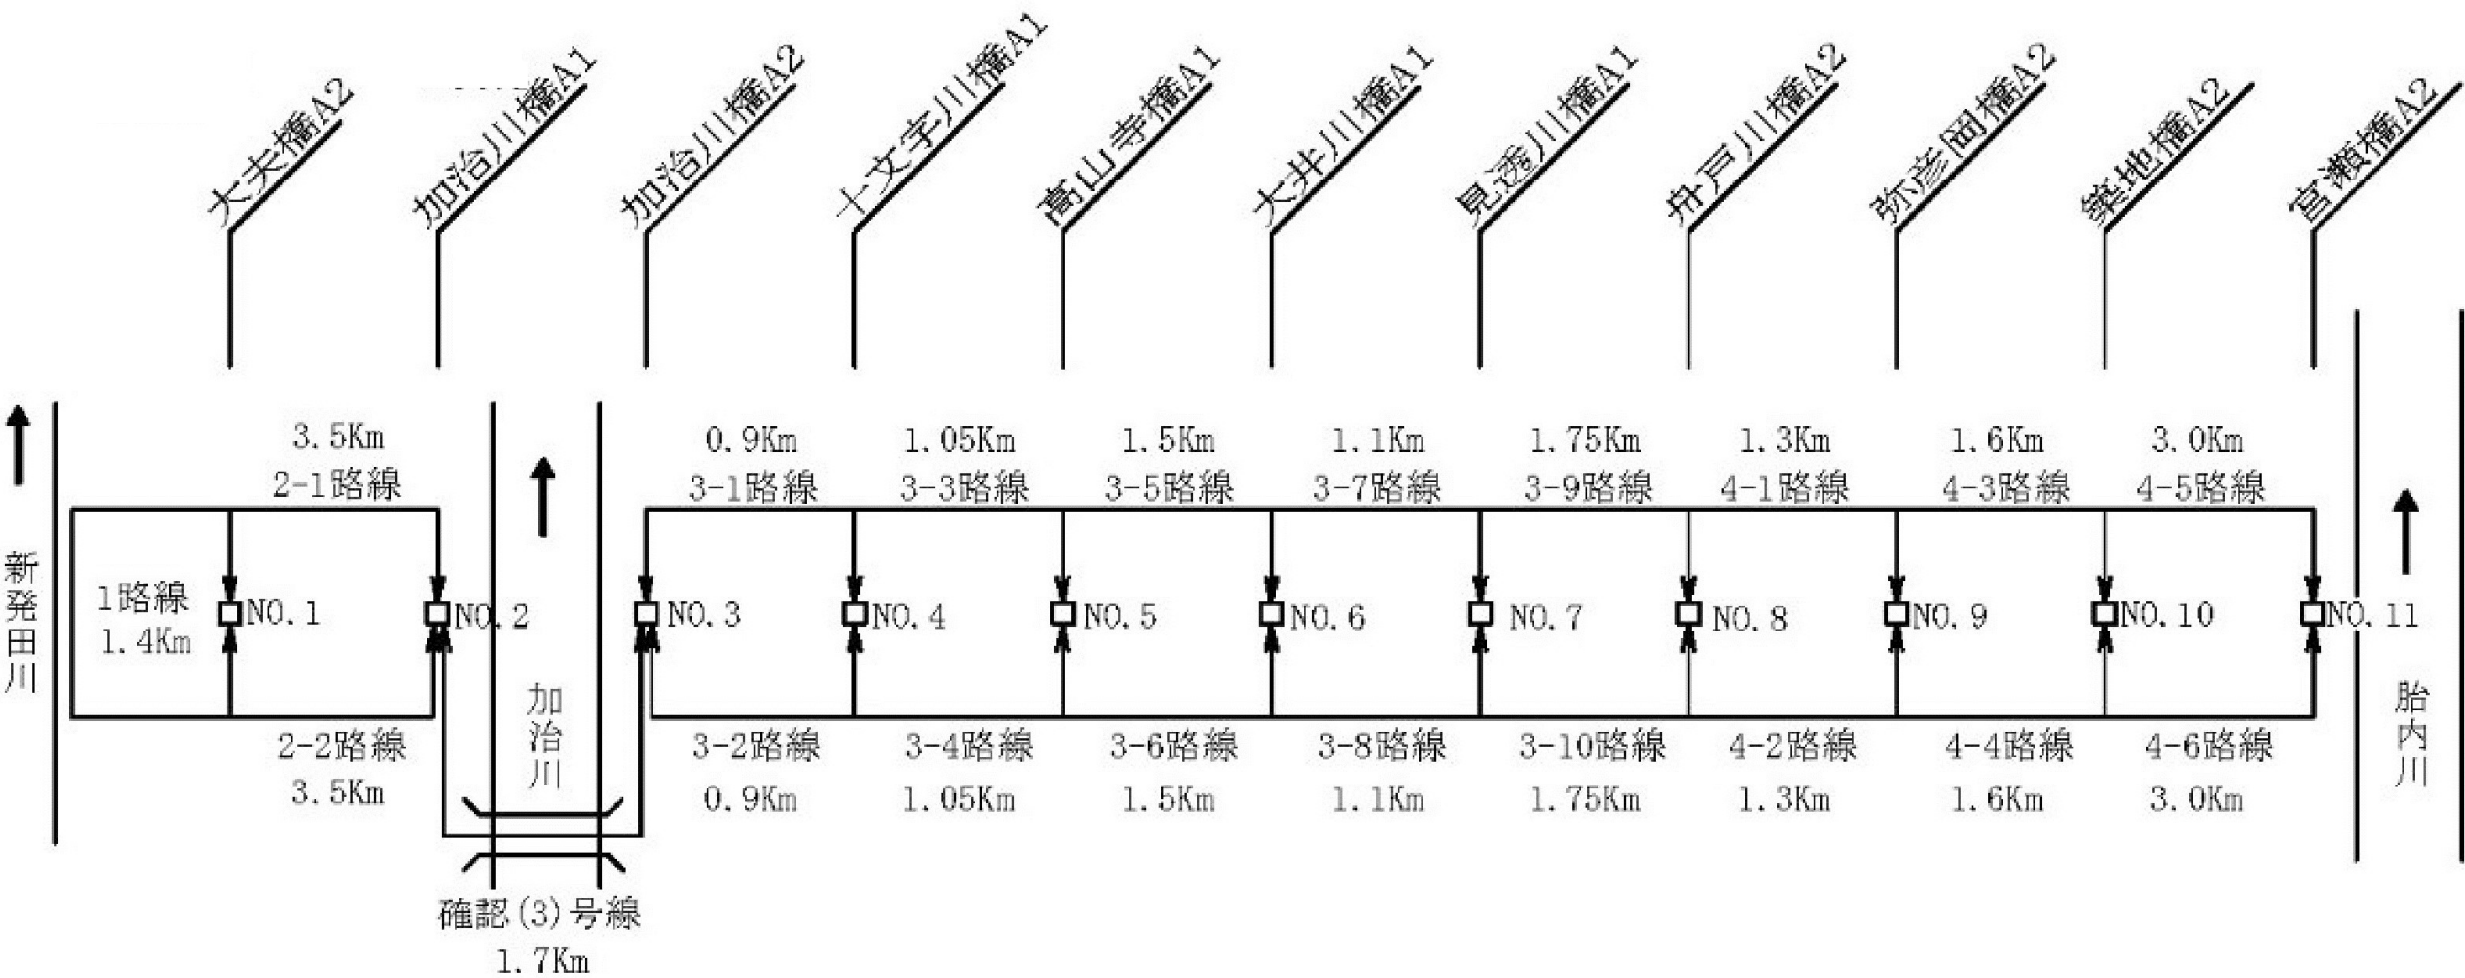 大夫橋A2
加治川橋A1
加治川橋A2
十文字川橋A1
高山寺橋A1
大井川橋A1
見透川橋A1
舟戸川橋A2
弥彦岡橋A2
築地橋A2
宮瀬橋A2
3.5Km
0.9Km
1.05Km
1.5Km
1.1Km
1.75Km
1.3Km
1.6Km
3.0Km
2-1路線
3-1路線
3-3路線
3-5路線
3-7路線
3-9路線
4-1路線
4-3路線
4-5路線
新発田川
1路線
1.4Km
NO.1
NO.2
NO.3
NO.4
NO.5
NO.6
NO.7
NO.8
NO.9
NO.10
NO.11
加治川
胎内川
2-2路線
3-2路線
3-4路線
3-6路線
3-8路線
3-10路線
4-2路線
4-4路線
4-6路線
3.5Km
0.9Km
1.05Km
1.5Km
1.1Km
1.75Km
1.3Km
1.6Km
3.0Km
確認(3)号線
1.7Km